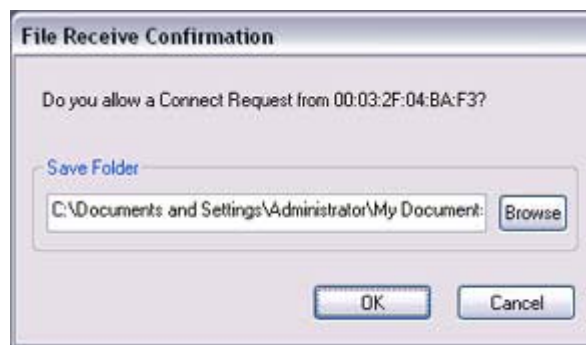 File Receive Confirmation
Do you allow a Connect Request from 00:03:2F:04:BA:F3?
Save Folder
C:\Documents and Settings\Administrator\My Document:
Browse
OK
Cancel